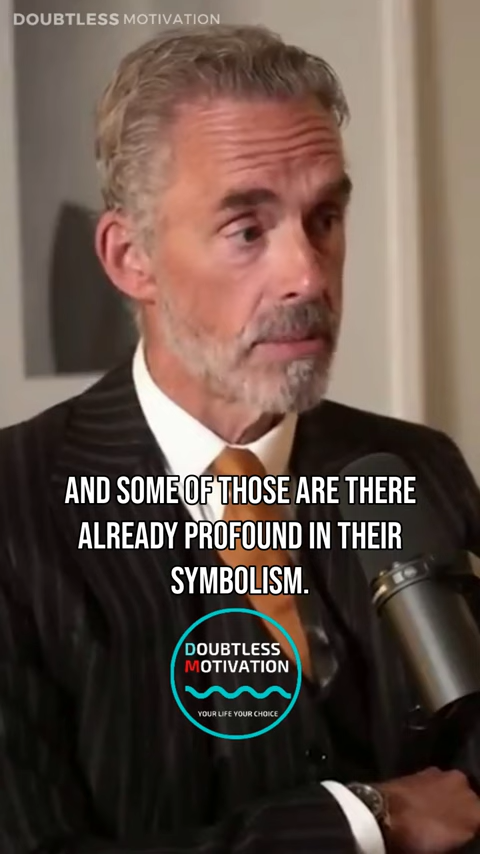 DOUBTLESS MOTIVATION
AND SOME OF THOSE ARE THERE
ALREADY PROFOUND IN THEIR
SYMBOLISM.
DOUBTLESS
MOTIVATION
YOUR LIFE YOUR CHOICE